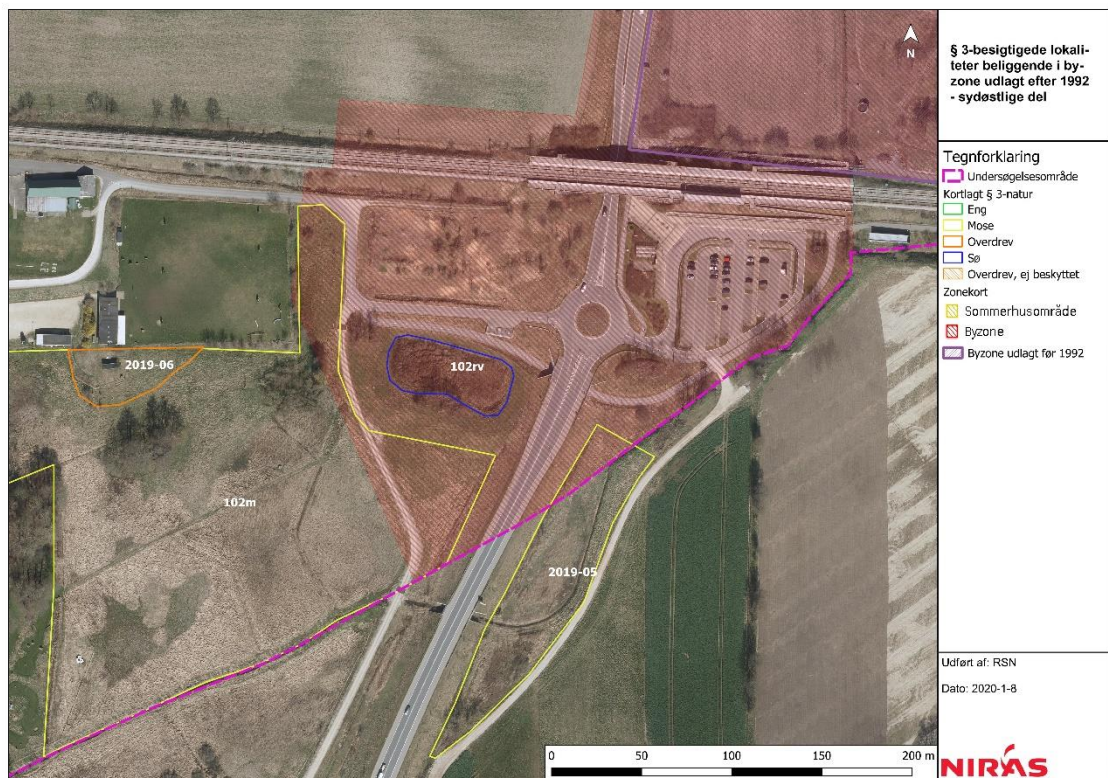 N
§ 3-besigtigede lokali-
teter beliggende i by-
zone udlagt efter 1992
- sydøstlige del
Tegnforklaring
Undersøgelsesområde
Kortlagt § 3-natur
Eng
Mose
Overdrev
Sø
Overdrev, ej beskyttet
Zonekort
Sommerhusområde
Byzone
Byzone udlagt før 1992
102rv
2019-06
102m
2019-05
Udført af: RSN
Dato: 2020-1-8
0 50 100 150 200 m
NIRÁS